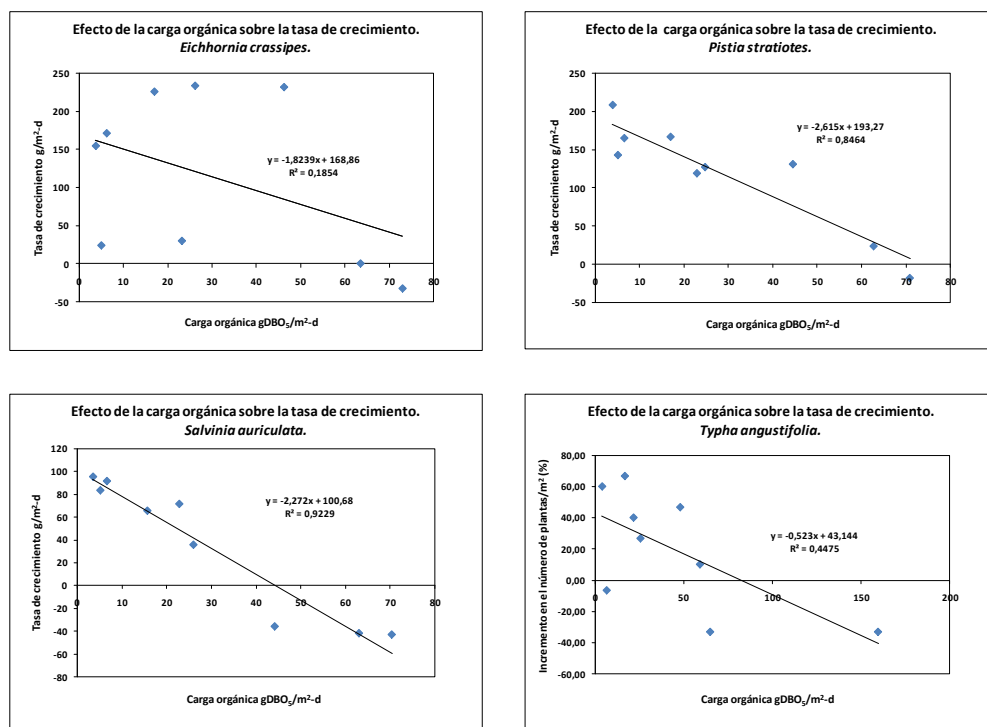 Efecto de la carga orgánica sobre la tasa de crecimiento.
Eichhornia crassipes.
Tasa de crecimiento g/m²-d
250
200
150
100
50
0
-50
0 10 20 30 40 50 60 70 80
y = -1,8239x + 168,86
R² = 0,1854
Carga orgánica gDBO₅/m²-d
Efecto de la carga orgánica sobre la tasa de crecimiento.
Pistia stratiotes.
Tasa de crecimiento g/m²-d
250
200
150
100
50
0
-50
0 10 20 30 40 50 60 70 80
y = -2,615x + 193,27
R² = 0,8464
Carga orgánica gDBO₅/m²-d
Efecto de la carga orgánica sobre la tasa de crecimiento.
Salvinia auriculata.
Tasa de crecimiento g/m²-d
120
100
80
60
40
20
0
-20
-40
-60
-80
0 10 20 30 40 50 60 70 80
y = -2,272x + 100,68
R² = 0,9229
Carga orgánica gDBO₅/m²-d
Efecto de la carga orgánica sobre la tasa de crecimiento.
Typha angustifolia.
Incremento en el número de plantas/m² (%)
80,00
60,00
40,00
20,00
0,00
-20,00
-40,00
-60,00
0 50 100 150 200
y = -0,523x + 43,144
R² = 0,4475
Carga orgánica gDBO₅/m²-d